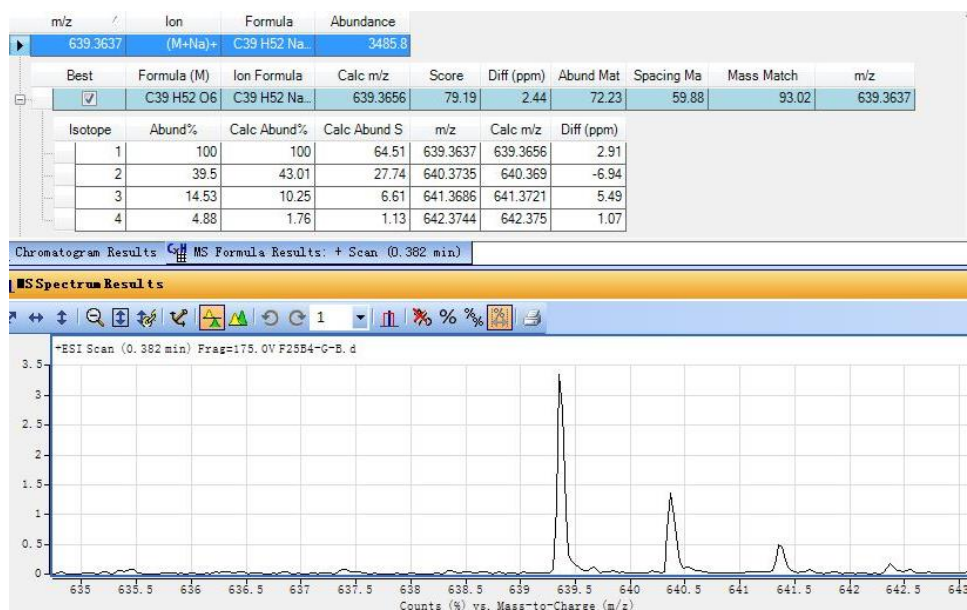 m/z Ion Formula Abundance
639.3637 (M+Na)+ C39 H52 Na... 3485.8
Best Formula (M) Ion Formula Calc m/z Score Diff (ppm) Abund Mat Spacing Ma Mass Match m/z
C39 H52 O6 C39 H52 Na... 639.3656 79.19 2.44 72.23 59.88 93.02 639.3637
Isotope Abund% Calc Abund% Calc Abund S m/z Calc m/z Diff (ppm)
1 100 100 64.51 639.3637 639.3656 2.91
2 39.5 43.01 27.74 640.3735 640.369 -6.94
3 14.53 10.25 6.61 641.3686 641.3721 5.49
4 4.88 1.76 1.13 642.3744 642.375 1.07
Chromatogram Results MS Formula Results: + Scan (0.382 min)
MS Spectrum Results
1 % %
+ESI Scan (0.382 min) Frag=175.0V F25B4-G-B.d
3.5
3
2.5
2
1.5
1
0.5
0
635 635.5 636 636.5 637 637.5 638 638.5 639 639.5 640 640.5 641 641.5 642 642.5 643
Counts (%) vs. Mass-to-Charge (m/z)